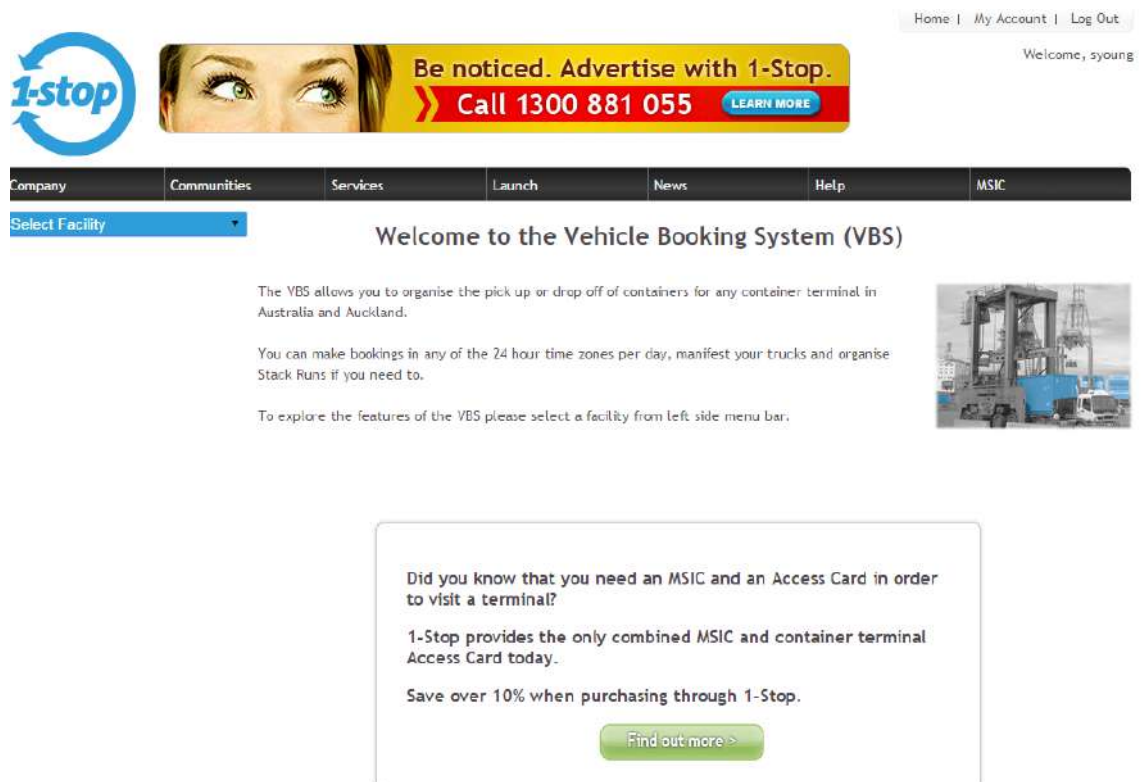 Home | My Account | Log Out
Welcome, syoung
1-stop
Be noticed. Advertise with 1-Stop.
Call 1300 881 055 LEARN MORE
Company Communities Services Launch News Help MSIC
Select Facility
Welcome to the Vehicle Booking System (VBS)
The VBS allows you to organise the pick up or drop off of containers for any container terminal in
Australia and Auckland.
You can make bookings in any of the 24 hour time zones per day, manifest your trucks and organise
Stack Runs if you need to.
To explore the features of the VBS please select a facility from left side menu bar.
Did you know that you need an MSIC and an Access Card in order
to visit a terminal?
1-Stop provides the only combined MSIC and container terminal
Access Card today.
Save over 10% when purchasing through 1-Stop.
Find out more >